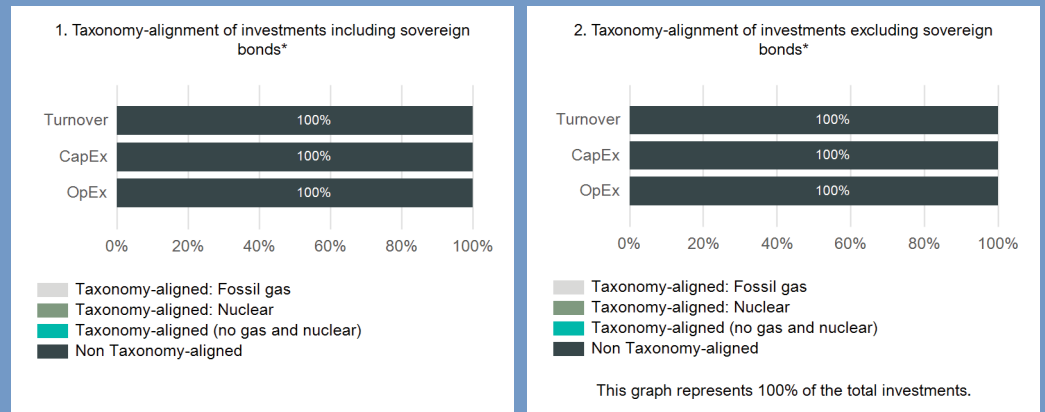 1. Taxonomy-alignment of investments including sovereign
bonds*
Turnover 100%
CapEx 100%
OpEx 100%
0% 20% 40% 60% 80% 100%
Taxonomy-aligned: Fossil gas
Taxonomy-aligned: Nuclear
Taxonomy-aligned (no gas and nuclear)
Non Taxonomy-aligned
2. Taxonomy-alignment of investments excluding sovereign
bonds*
Turnover 100%
CapEx 100%
OpEx 100%
0% 20% 40% 60% 80% 100%
Taxonomy-aligned: Fossil gas
Taxonomy-aligned: Nuclear
Taxonomy-aligned (no gas and nuclear)
Non Taxonomy-aligned
This graph represents 100% of the total investments.